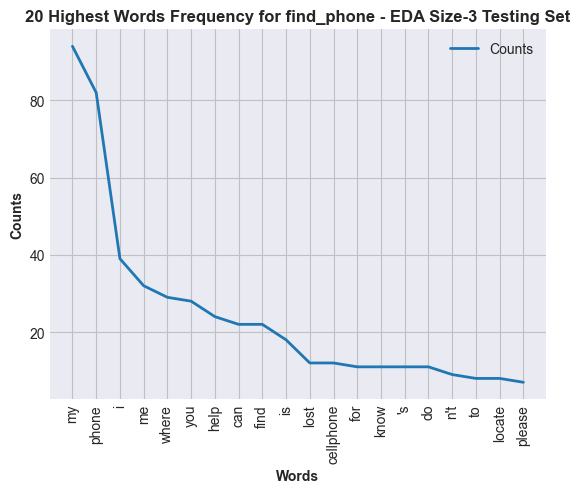 20 Highest Words Frequency for find_phone - EDA Size-3 Testing Set
Counts
80
60
40
20
Counts
my
phone
i
me
where
you
help
can
find
is
lost
cellphone
for
know
's
do
n't
to
locate
please
Words